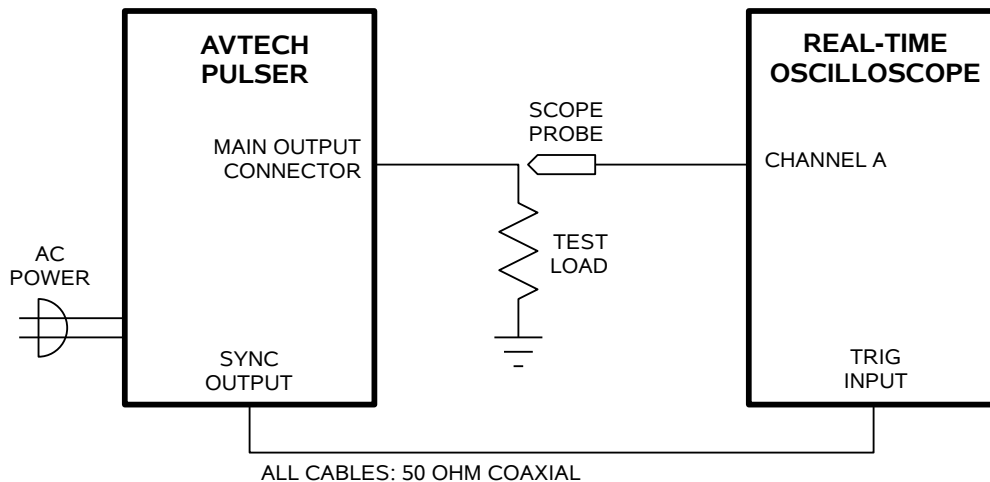 AVTECH
PULSER
MAIN OUTPUT
CONNECTOR
AC
POWER
SYNC
OUTPUT
SCOPE
PROBE
TEST
LOAD
REAL-TIME
OSCILLOSCOPE
CHANNEL A
TRIG
INPUT
ALL CABLES: 50 OHM COAXIAL